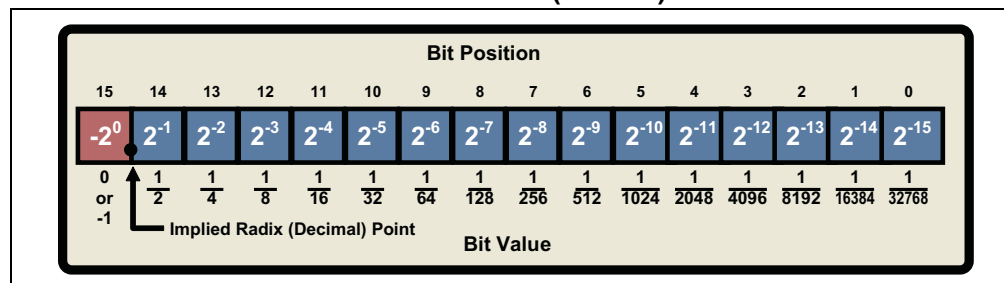 Bit Position
15 14 13 12 11 10 9 8 7 6 5 4 3 2 1 0
-2⁰ 2⁻¹ 2⁻² 2⁻³ 2⁻⁴ 2⁻⁵ 2⁻⁶ 2⁻⁷ 2⁻⁸ 2⁻⁹ 2⁻¹⁰ 2⁻¹¹ 2⁻¹² 2⁻¹³ 2⁻¹⁴ 2⁻¹⁵
0 1 1 1 1 1 1 1 1 1 1 1 1 1 1 1
or 2 4 8 16 32 64 128 256 512 1024 2048 4096 8192 16384 32768
-1
Implied Radix (Decimal) Point
Bit Value